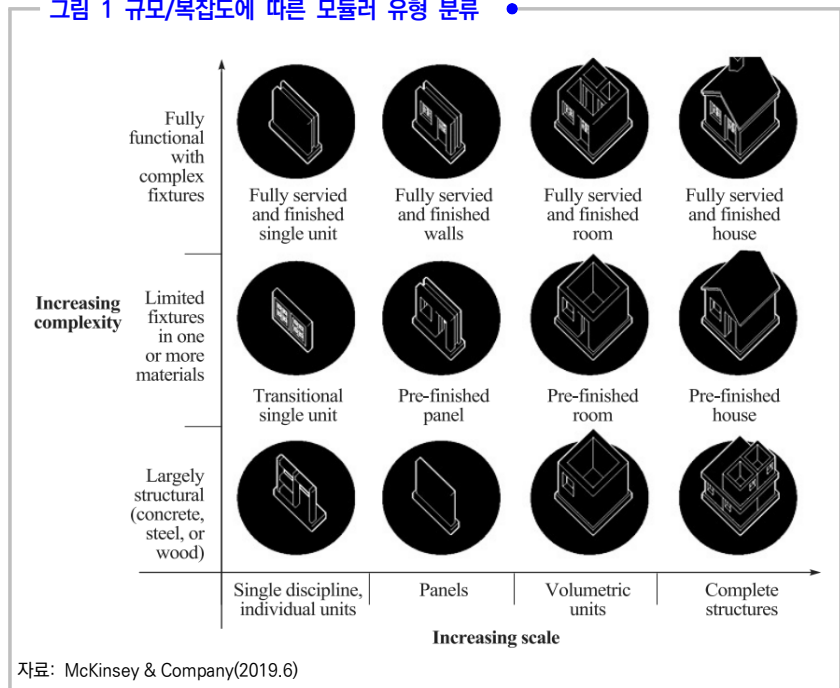 그림 1 규모/복잡도에 따른 모듈러 유형 분류
Fully
functional
with
complex
fixtures
Fully servied
and finished
single unit
Fully servied
and finished
walls
Fully servied
and finished
room
Fully servied
and finished
house
Increasing
complexity
Limited
fixtures
in one
or more
materials
Transitional
single unit
Pre-finished
panel
Pre-finished
room
Pre-finished
house
Largely
structural
(concrete,
steel, or
wood)
Single discipline,
individual units
Panels
Volumetric
units
Complete
structures
Increasing scale
자료: McKinsey & Company(2019.6)